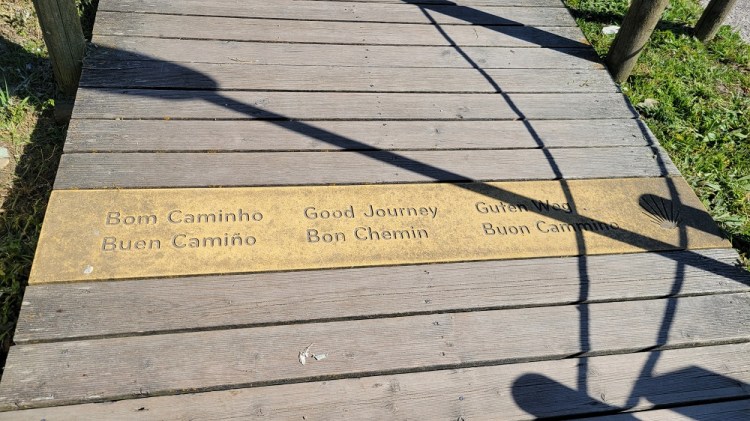 Bom Caminho
Buen Camiño
Good Journey
Bon Chemin
Guten Weg
Buon Cammino